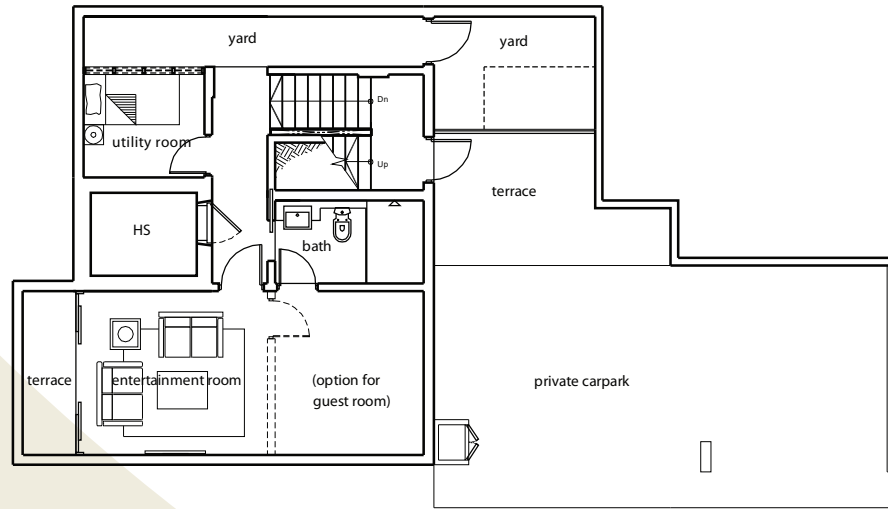 yard
yard
Dn
utility room
Up
terrace
HS
bath
terrace
entertainment room
(option for
guest room)
private carpark